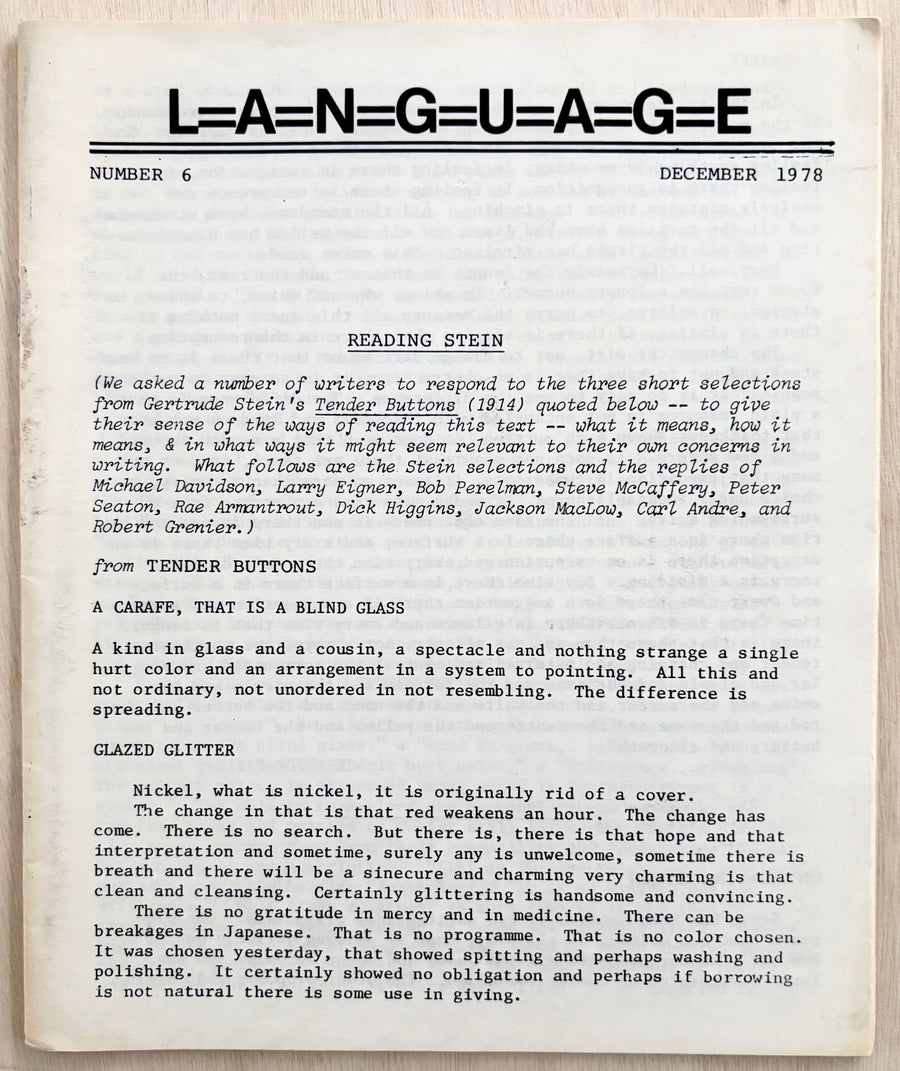 L=A=N=G=U=A=G=E
NUMBER 6 DECEMBER 1978
READING STEIN
(We asked a number of writers to respond to the three short selections
from Gertrude Stein's Tender Buttons (1914) quoted below -- to give
their sense of the ways of reading this text -- what it means, how it
means, & in what ways it might seem relevant to their own concerns in
writing. What follows are the Stein selections and the replies of
Michael Davidson, Larry Eigner, Bob Perelman, Steve McCaffery, Peter
Seaton, Rae Armantrout, Dick Higgins, Jackson MacLow, Carl Andre, and
Robert Grenier.)
from TENDER BUTTONS
A CARAFE, THAT IS A BLIND GLASS
A kind in glass and a cousin, a spectacle and nothing strange a single
hurt color and an arrangement in a system to pointing. All this and
not ordinary, not unordered in not resembling. The difference is
spreading.
GLAZED GLITTER
Nickel, what is nickel, it is originally rid of a cover.
The change in that is that red weakens an hour. The change has
come. There is no search. But there is, there is that hope and that
interpretation and sometime, surely any is unwelcome, sometime there is
breath and there will be a sinecure and charming very charming is that
clean and cleansing. Certainly glittering is handsome and convincing.
There is no gratitude in mercy and in medicine. There can be
breakages in Japanese. That is no programme. That is no color chosen.
It was chosen yesterday, that showed spitting and perhaps washing and
polishing. It certainly showed no obligation and perhaps if borrowing
is not natural there is some use in giving.